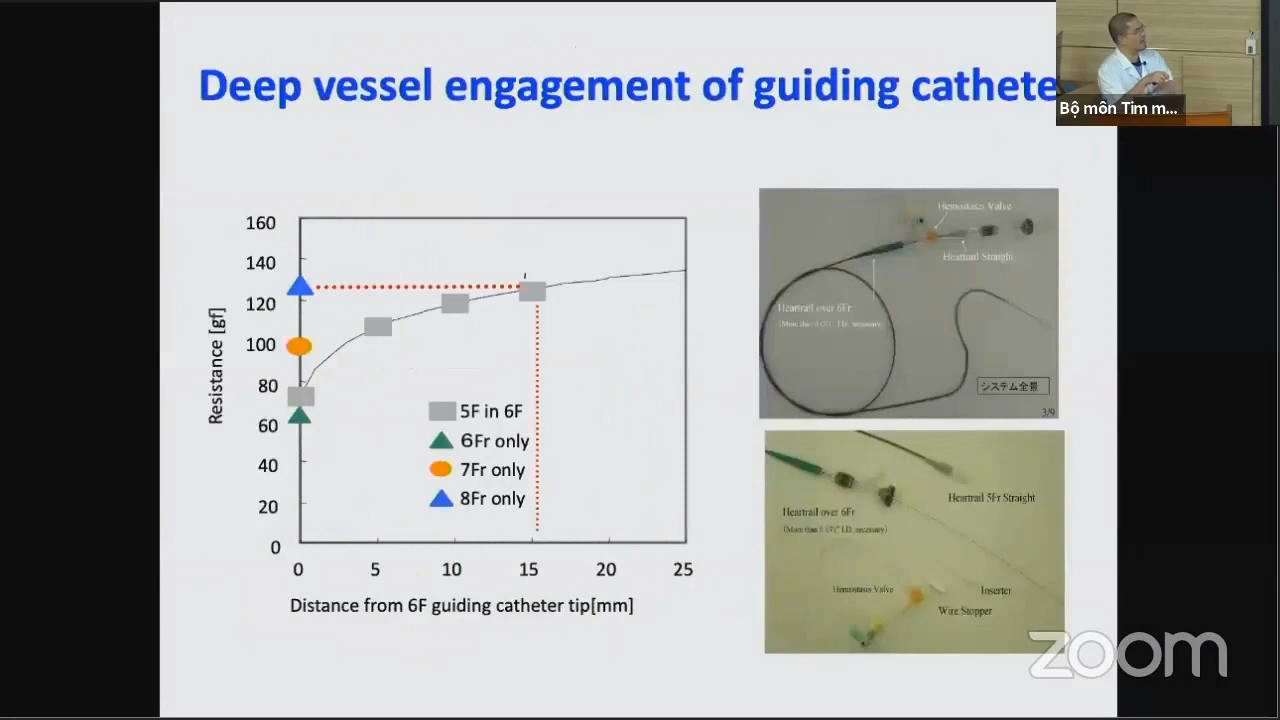 Deep vessel engagement of guiding cathete
Bộ môn Tim m...
160
140
120
100
80
60
40
20
0
Resistance [gf]
5F in 6F
6Fr only
7Fr only
8Fr only
0 5 10 15 20 25
Distance from 6F guiding catheter tip[mm]
Hemostasis Valve
Heartrail Straight
Heartrail over 6Fr
システム全景
3/9
Heartrail 5Fr Straight
Heartrail over 6Fr
Hemostasis Valve
Inserter
Wire Stopper
zoom